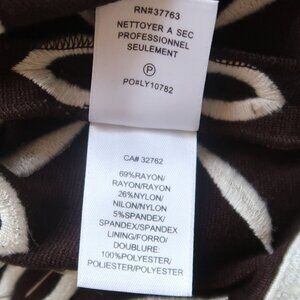 RN#37763
NETTOYER A SEC
PROFESSIONNEL
SEULEMENT
P
PO#LY10782
CA# 32762
69%RAYON/
RAYON/RAYON
26%NYLON/
NILON/NYLON
5%SPANDEX/
SPANDEX/SPANDEX
LINING/FORRO/
DOUBLURE:
100%POLYESTER/
POLIESTER/POLYESTER